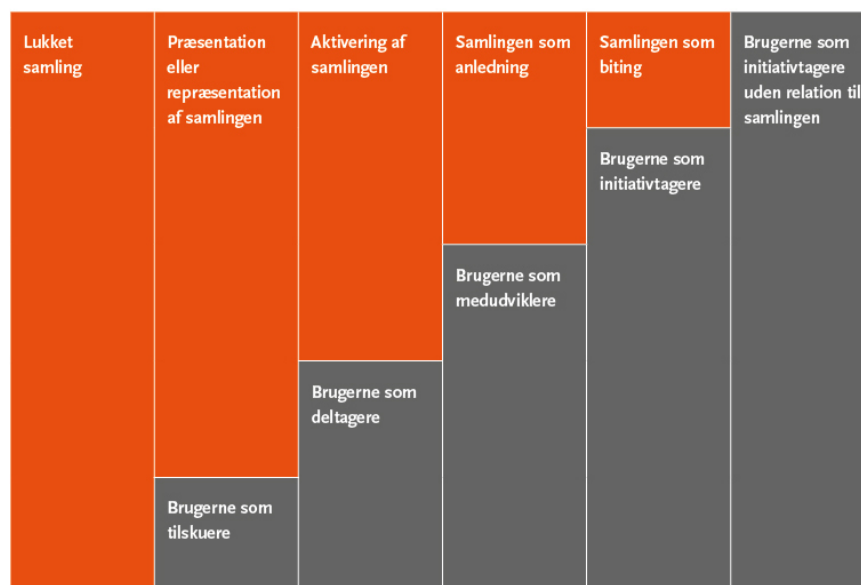 Lukket
samling
Præsentation
eller
repræsentation
af samlingen
Brugerne som
tilskuere
Aktivering af
samlingen
Brugerne som
deltagere
Samlingen som
anledning
Brugerne som
medudviklere
Samlingen som
biting
Brugerne som
initiativtagere
Brugerne som
initiativtagere
uden relation til
samlingen